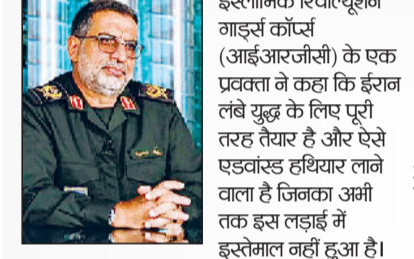 इस्लामिक रिवॉल्यूशन
गार्ड्स कॉर्प्स
(आईआरजीसी) के एक
प्रवक्ता ने कहा कि ईरान
लंबे युद्ध के लिए पूरी
तरह तैयार है और ऐसे
एडवांस्ड हथियार लाने
वाला है जिनका अभी
तक इस लड़ाई में
इस्तेमाल नहीं हुआ है।